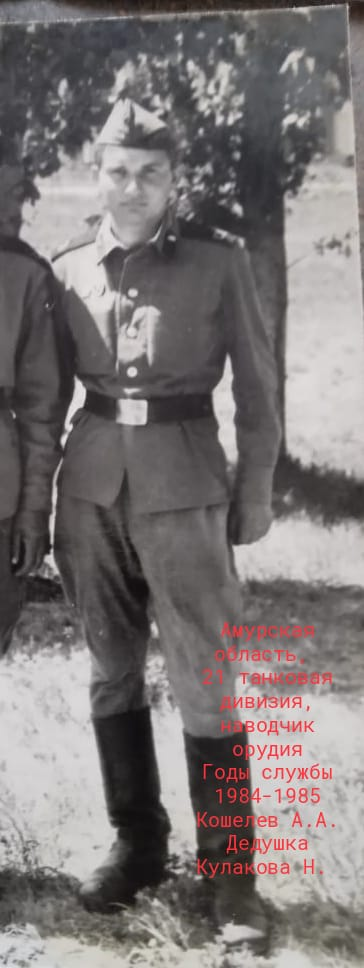 Амурская
область,
21 танковая
дивизия,
наводчик
орудия
Годы службы
1984-1985
Кошелев А.А.
Дедушка
Кулакова Н.